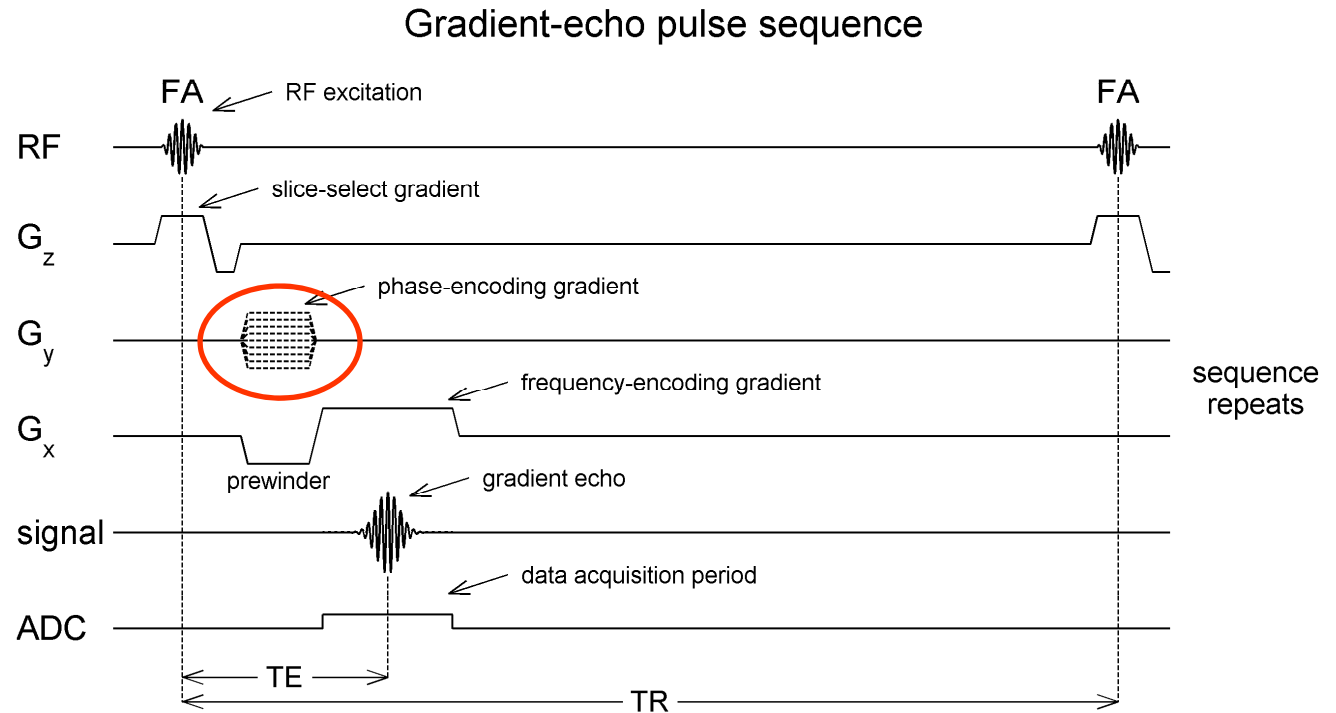 Gradient-echo pulse sequence
FA
RF excitation
FA
RF
slice-select gradient
Gz
phase-encoding gradient
Gy
frequency-encoding gradient
sequence
repeats
Gx
prewinder
gradient echo
signal
data acquisition period
ADC
TE
TR